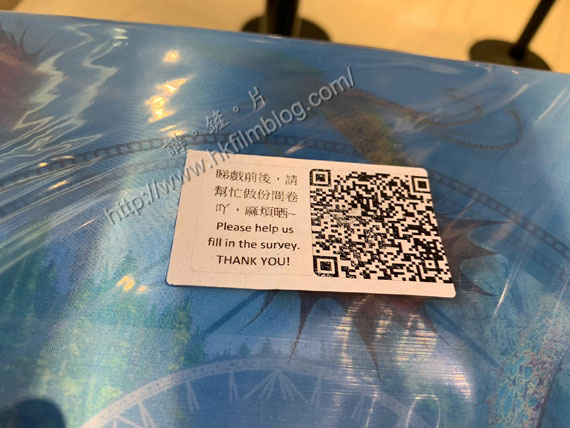 睇戲前後，請
幫忙做份問卷
吖，麻煩晒~
Please help us
fill in the survey.
THANK YOU!
http://www.hkfilmblog.com/